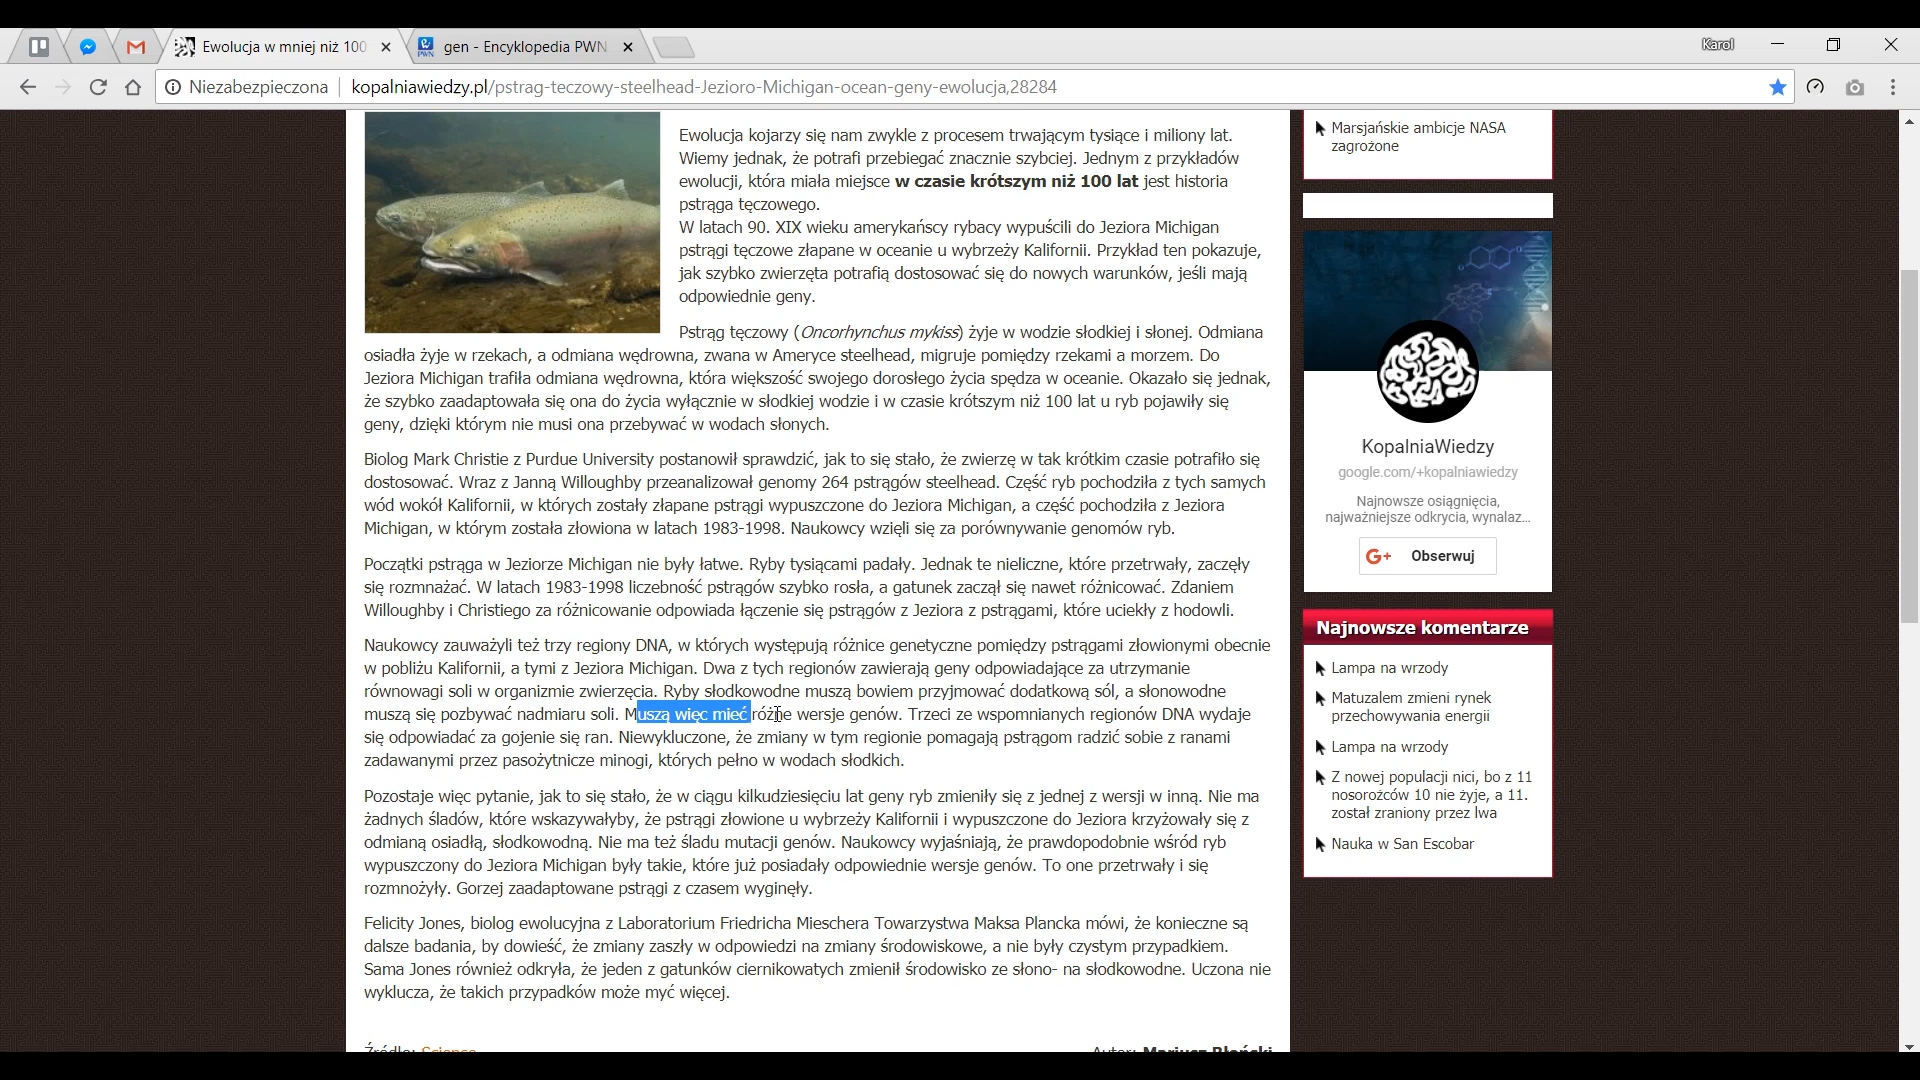 Ewolucja w mniej niż 100
gen - Encyklopedia PWN
Karol
Niezabezpieczona
kopalniawiedzy.pl/pstrag-teczowy-steelhead-Jezioro-Michigan-ocean-geny-ewolucja,28284
Ewolucja kojarzy się nam zwykle z procesem trwającym tysiące i miliony lat.
Wiemy jednak, że potrafi przebiegać znacznie szybciej. Jednym z przykładów
ewolucji, która miała miejsce w czasie krótszym niż 100 lat jest historia
pstrąga tęczowego.
W latach 90. XIX wieku amerykańscy rybacy wypuścili do Jeziora Michigan
pstrągi tęczowe złapane w oceanie u wybrzeży Kalifornii. Przykład ten pokazuje,
jak szybko zwierzęta potrafią dostosować się do nowych warunków, jeśli mają
odpowiednie geny.
Pstrąg tęczowy (Oncorhynchus mykiss) żyje w wodzie słodkiej i słonej. Odmiana
osiadła żyje w rzekach, a odmiana wędrowna, zwana w Ameryce steelhead, migruje pomiędzy rzekami a morzem. Do
Jeziora Michigan trafiła odmiana wędrowna, która większość swojego dorosłego życia spędza w oceanie. Okazało się jednak,
że szybko zaadaptowała się ona do życia wyłącznie w słodkiej wodzie i w czasie krótszym niż 100 lat u ryb pojawiły się
geny, dzięki którym nie musi ona przebywać w wodach słonych.
Biolog Mark Christie z Purdue University postanowił sprawdzić, jak to się stało, że zwierzę w tak krótkim czasie potrafiło się
dostosować. Wraz z Janną Willoughby przeanalizował genomy 264 pstrągów steelhead. Część ryb pochodziła z tych samych
wód wokół Kalifornii, w których zostały złapane pstrągi wypuszczone do Jeziora Michigan, a część pochodziła z Jeziora
Michigan, w którym została złowiona w latach 1983-1998. Naukowcy wzięli się za porównywanie genomów ryb.
Początki pstrąga w Jeziorze Michigan nie były łatwe. Ryby tysiącami padały. Jednak te nieliczne, które przetrwały, zaczęły
się rozmnażać. W latach 1983-1998 liczebność pstrągów szybko rosła, a gatunek zaczął się nawet różnicować. Zdaniem
Willoughby i Christiego za różnicowanie odpowiada łączenie się pstrągów z Jeziora z pstrągami, które uciekły z hodowli.
Naukowcy zauważyli też trzy regiony DNA, w których występują różnice genetyczne pomiędzy pstrągami złowionymi obecnie
w pobliżu Kalifornii, a tymi z Jeziora Michigan. Dwa z tych regionów zawierają geny odpowiadające za utrzymanie
równowagi soli w organizmie zwierzęcia. Ryby słodkowodne muszą bowiem przyjmować dodatkową sól, a słonowodne
muszą się pozbywać nadmiaru soli. Muszą więc mieć różne wersje genów. Trzeci ze wspomnianych regionów DNA wydaje
się odpowiadać za gojenie się ran. Niewykluczone, że zmiany w tym regionie pomagają pstrągom radzić sobie z ranami
zadawanymi przez pasożytnicze minogi, których pełno w wodach słodkich.
Pozostaje więc pytanie, jak to się stało, że w ciągu kilkudziesięciu lat geny ryb zmieniły się z jednej z wersji w inną. Nie ma
żadnych śladów, które wskazywałyby, że pstrągi złowione u wybrzeży Kalifornii i wypuszczone do Jeziora krzyżowały się z
odmianą osiadłą, słodkowodną. Nie ma też śladu mutacji genów. Naukowcy wyjaśniają, że prawdopodobnie wśród ryb
wypuszczony do Jeziora Michigan były takie, które już posiadały odpowiednie wersje genów. To one przetrwały i się
rozmnożyły. Gorzej zaadaptowane pstrągi z czasem wyginęły.
Felicity Jones, biolog ewolucyjna z Laboratorium Friedricha Mieschera Towarzystwa Maksa Plancka mówi, że konieczne są
dalsze badania, by dowieść, że zmiany zaszły w odpowiedzi na zmiany środowiskowe, a nie były czystym przypadkiem.
Sama Jones również odkryła, że jeden z gatunków ciernikowatych zmienił środowisko ze słono- na słodkowodne. Uczona nie
wyklucza, że takich przypadków może myć więcej.
Źródło: Science
Autor: Mariusz Błoński
Marsjańskie ambicje NASA
zagrożone
KopalniaWiedzy
google.com/+kopalniawiedzy
Najnowsze osiągnięcia,
najważniejsze odkrycia, wynalaz...
G+ Obserwuj
Najnowsze komentarze
Lampa na wrzody
Matuzalem zmieni rynek
przechowywania energii
Lampa na wrzody
Z nowej populacji nici, bo z 11
nosorożców 10 nie żyje, a 11.
został zraniony przez lwa
Nauka w San Escobar